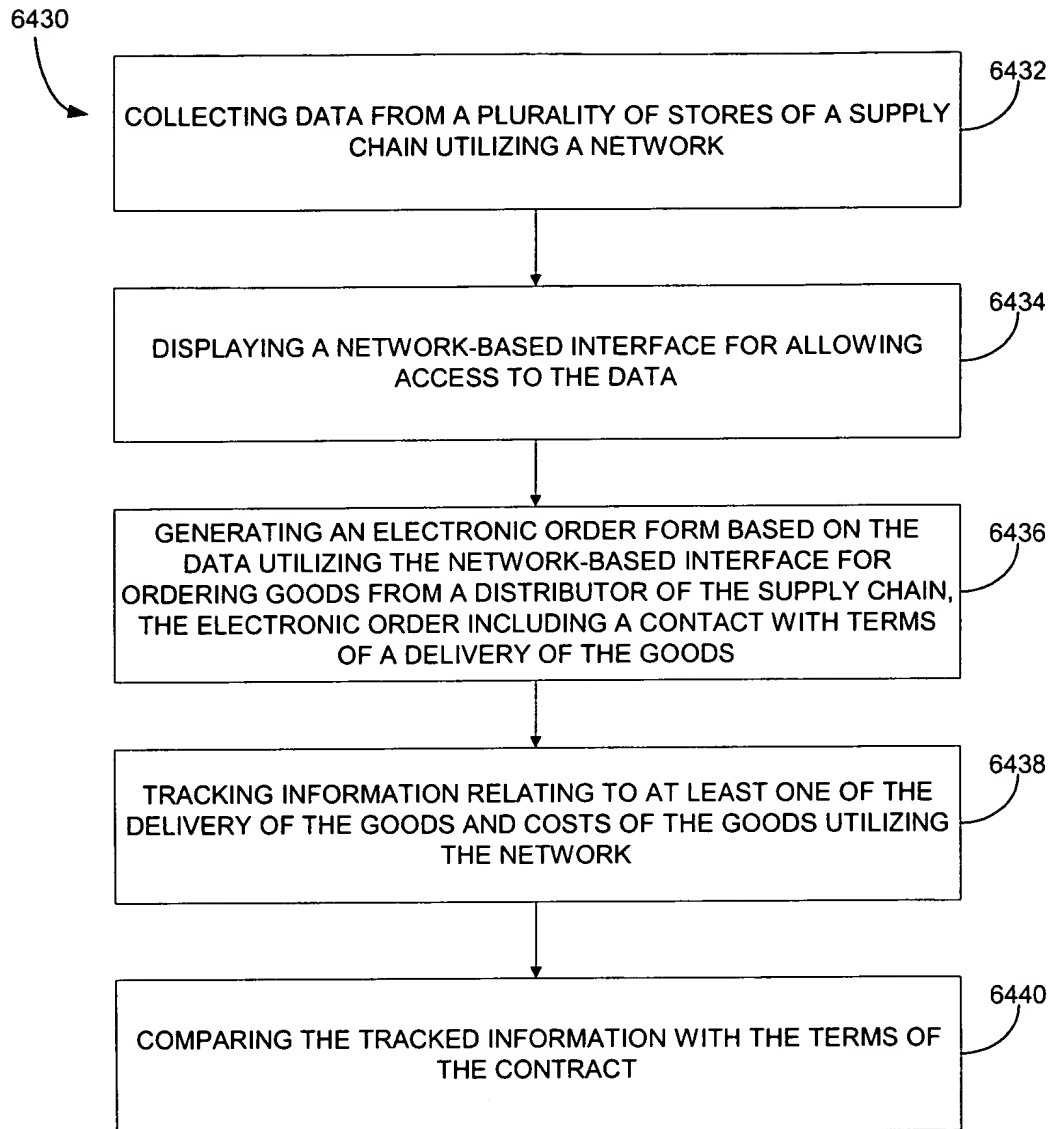 6430
6432
COLLECTING DATA FROM A PLURALITY OF STORES OF A SUPPLY
CHAIN UTILIZING A NETWORK
6434
DISPLAYING A NETWORK-BASED INTERFACE FOR ALLOWING
ACCESS TO THE DATA
6436
GENERATING AN ELECTRONIC ORDER FORM BASED ON THE
DATA UTILIZING THE NETWORK-BASED INTERFACE FOR
ORDERING GOODS FROM A DISTRIBUTOR OF THE SUPPLY CHAIN,
THE ELECTRONIC ORDER INCLUDING A CONTACT WITH TERMS
OF A DELIVERY OF THE GOODS
6438
TRACKING INFORMATION RELATING TO AT LEAST ONE OF THE
DELIVERY OF THE GOODS AND COSTS OF THE GOODS UTILIZING
THE NETWORK
6440
COMPARING THE TRACKED INFORMATION WITH THE TERMS OF
THE CONTRACT